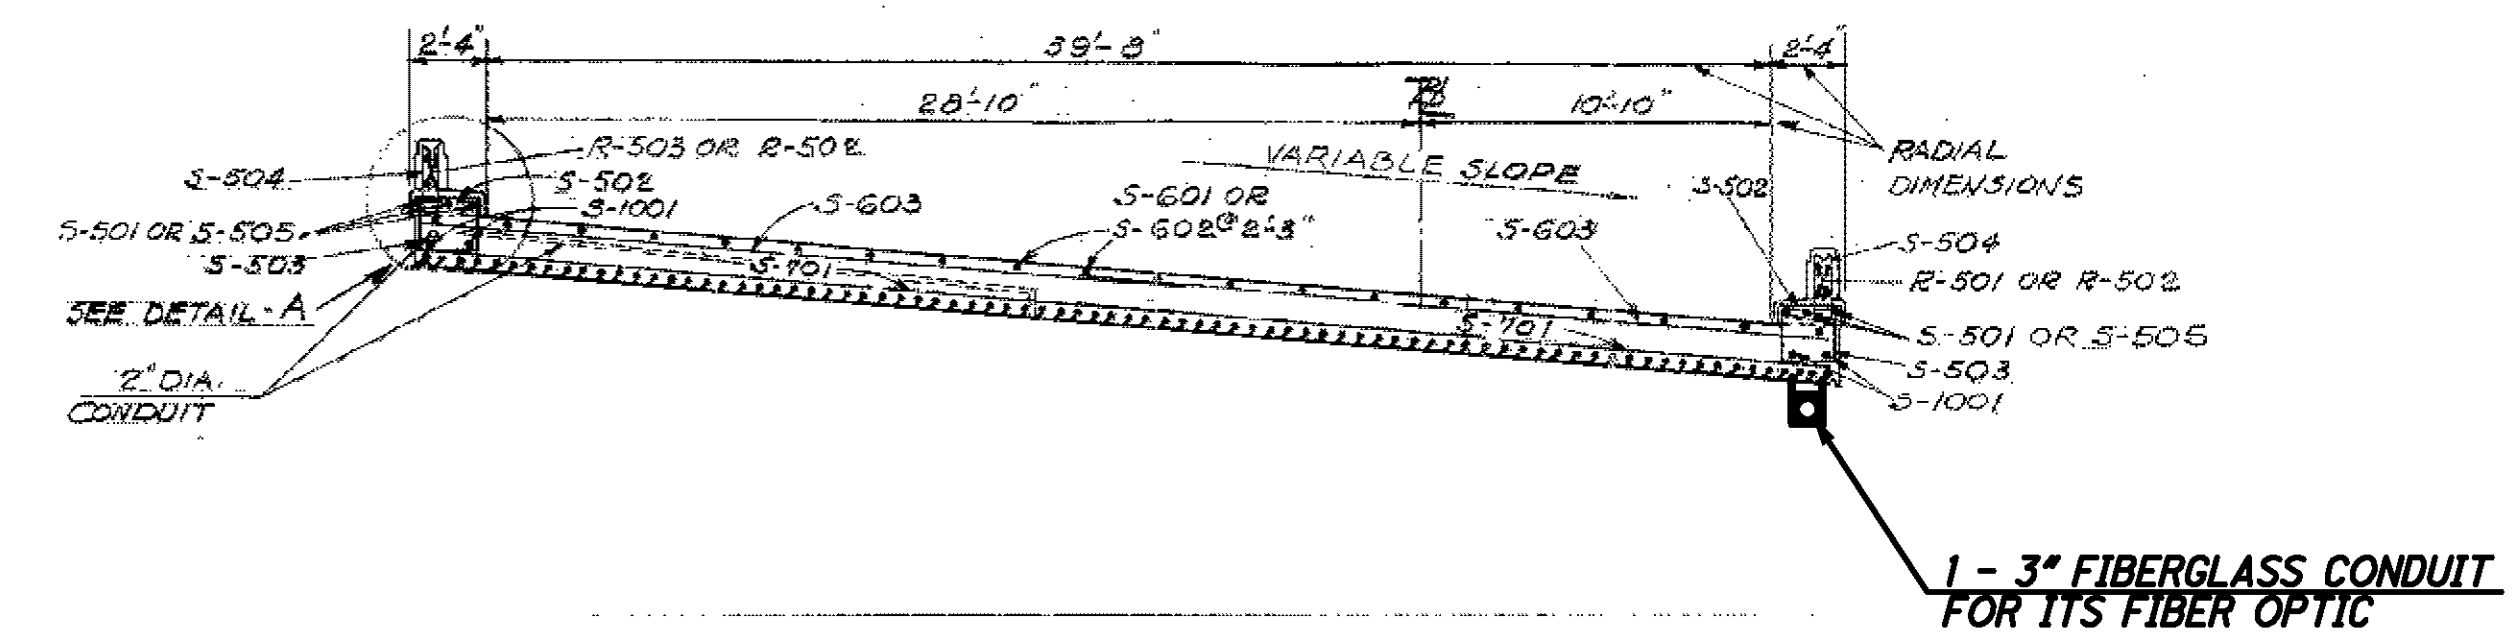 2'-4"
39'-8"
2'-4"
28'-10"
10'-10"
R-503 OR R-502
VARIABLE SLOPE
RADIAL
DIMENSIONS
S-504
S-502
S-502
S-603
S-601 OR
S-602@2'-3"
S-1001
S-501 OR S-505
S-603
S-504
S-503
S-701
R-501 OR R-502
SEE DETAIL-A
S-701
S-501 OR S-505
2" DIA.
CONDUIT
S-503
S-1001
1 - 3" FIBERGLASS CONDUIT
FOR ITS FIBER OPTIC